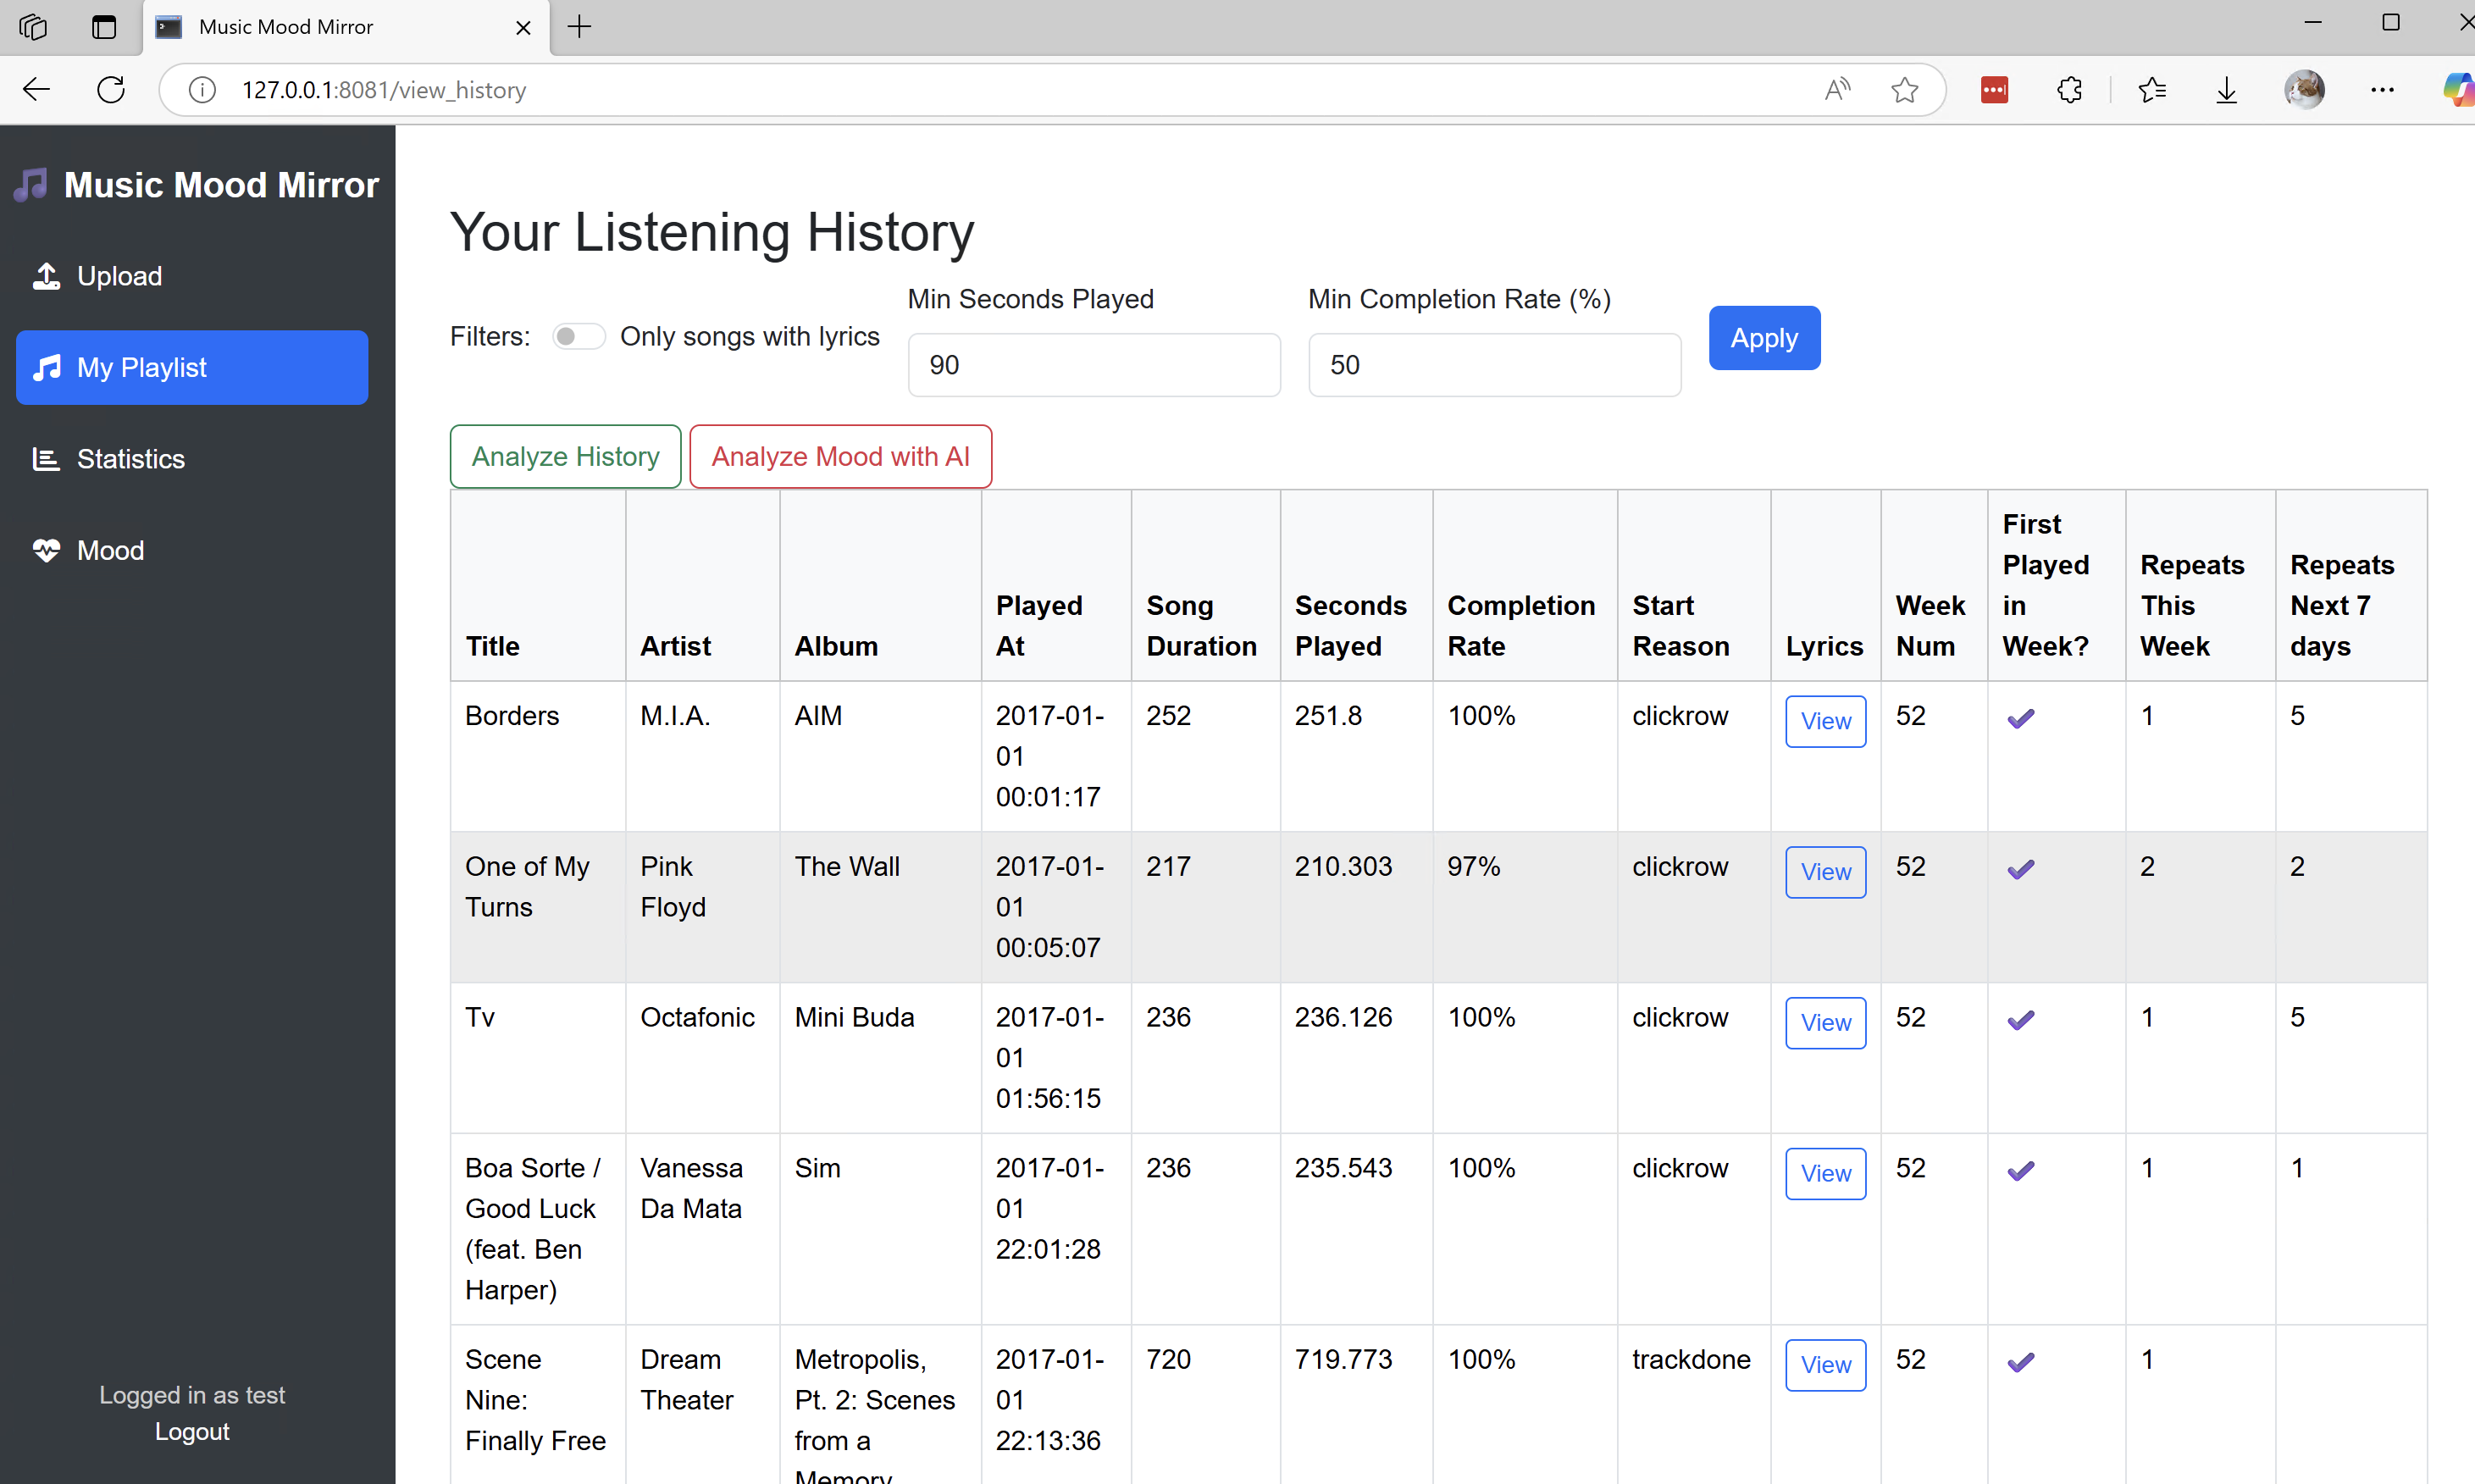 Music Mood Mirror
127.0.0.1:8081/view_history
Music Mood Mirror
Upload
My Playlist
Statistics
Mood
Logged in as test
Logout
Your Listening History
Filters:
Only songs with lyrics
Min Seconds Played
90
Min Completion Rate (%)
50
Apply
Analyze History
Analyze Mood with AI
Title
Artist
Album
Played
At
Song
Duration
Seconds
Played
Completion
Rate
Start
Reason
Lyrics
Week
Num
First
Played
in
Week?
Repeats
This
Week
Repeats
Next 7
days
Borders
M.I.A.
AIM
2017-01-
01
00:01:17
252
251.8
100%
clickrow
View
52
1
5
One of My
Turns
Pink
Floyd
The Wall
2017-01-
01
00:05:07
217
210.303
97%
clickrow
View
52
2
2
Tv
Octafonic
Mini Buda
2017-01-
01
01:56:15
236
236.126
100%
clickrow
View
52
1
5
Boa Sorte /
Good Luck
(feat. Ben
Harper)
Vanessa
Da Mata
Sim
2017-01-
01
22:01:28
236
235.543
100%
clickrow
View
52
1
1
Scene
Nine:
Finally Free
Dream
Theater
Metropolis,
Pt. 2: Scenes
from a
Memory
2017-01-
01
22:13:36
720
719.773
100%
trackdone
View
52
1